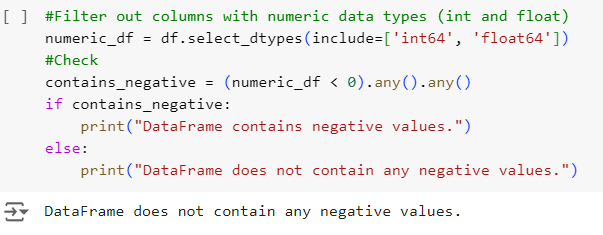 [ ] #Filter out columns with numeric data types (int and float)
numeric_df = df.select_dtypes(include=['int64', 'float64'])
#Check
contains_negative = (numeric_df < 0).any().any()
if contains_negative:
    print("DataFrame contains negative values.")
else:
    print("DataFrame does not contain any negative values.")
DataFrame does not contain any negative values.